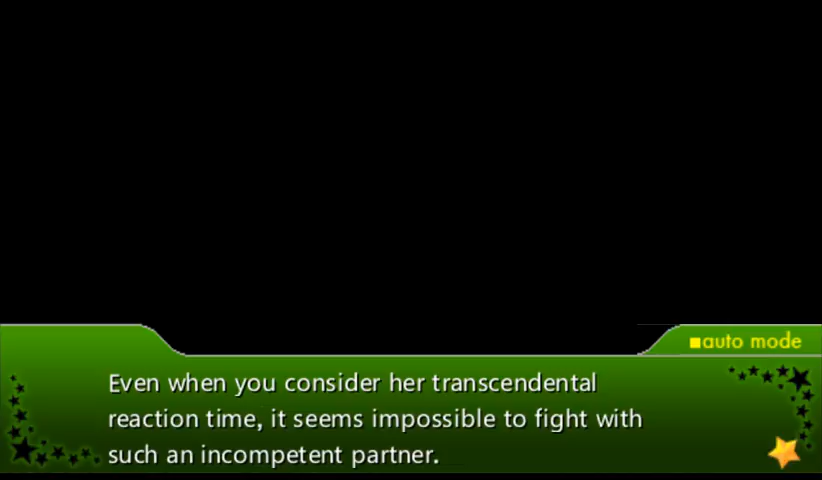 ■auto mode
Even when you consider her transcendental
reaction time, it seems impossible to fight with
such an incompetent partner.